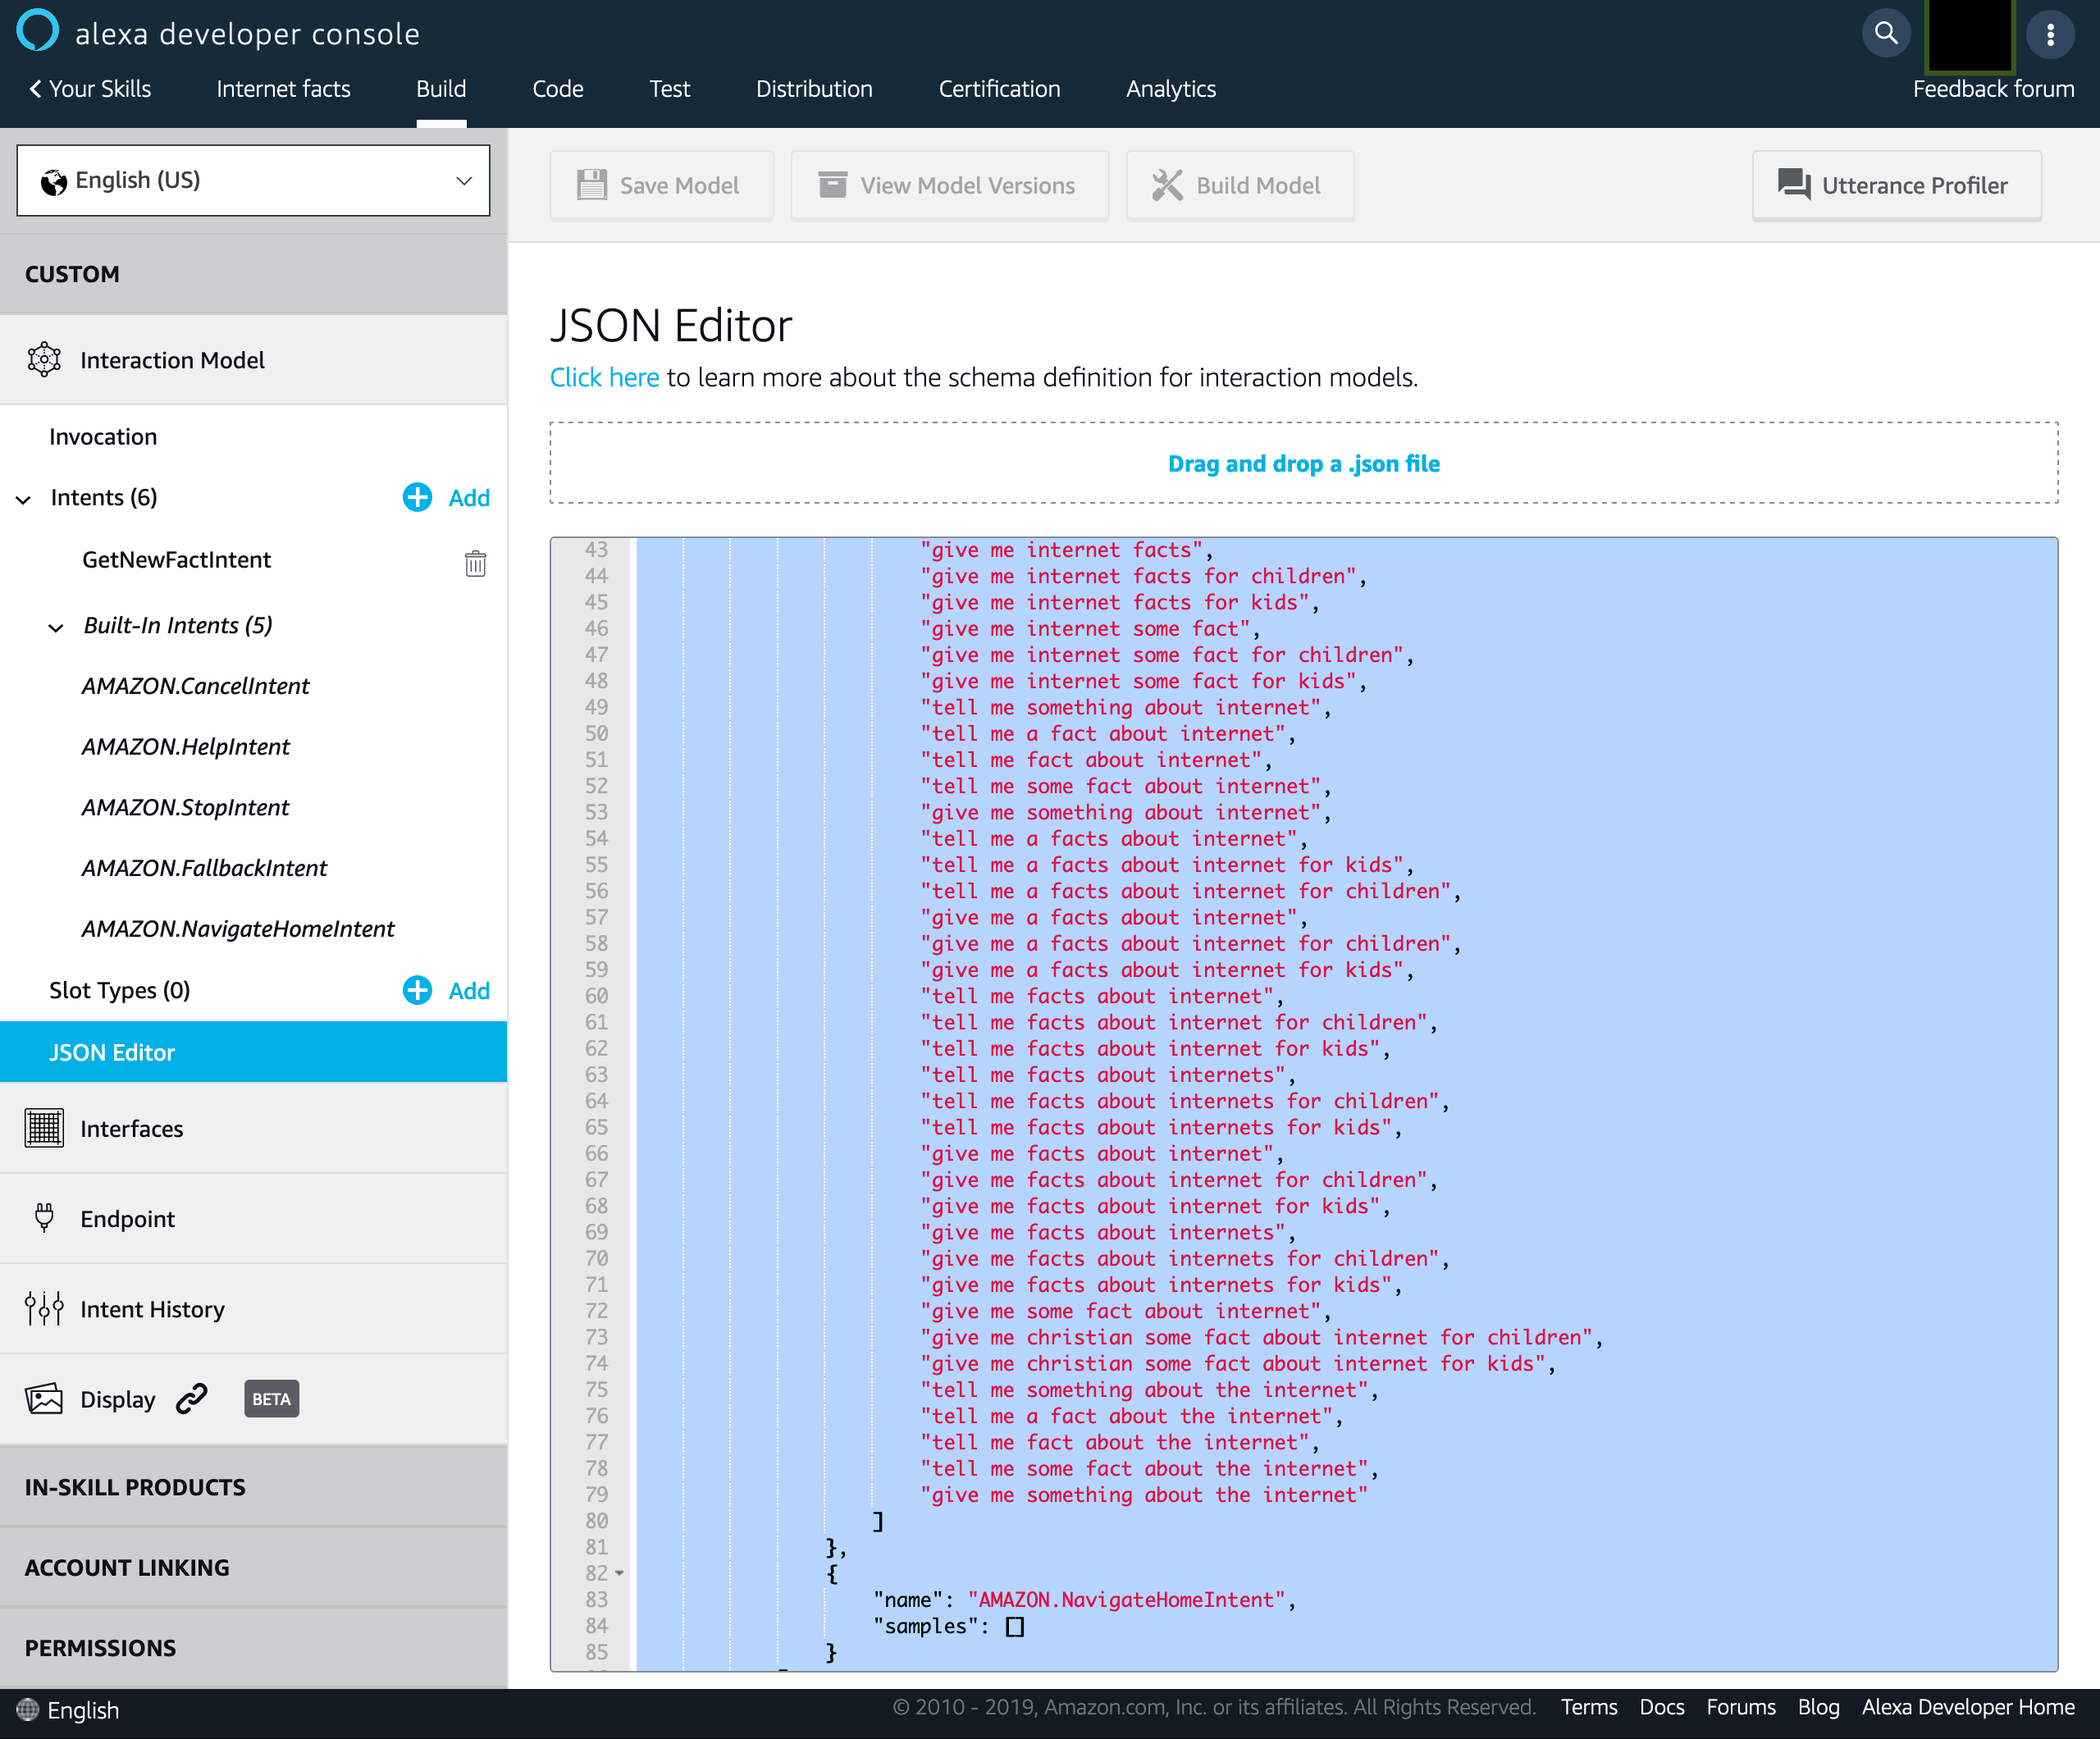 alexa developer console
Your Skills
Internet facts
Build
Code
Test
Distribution
Certification
Analytics
Feedback forum
English (US)
Save Model
View Model Versions
Build Model
Utterance Profiler
CUSTOM
Interaction Model
Invocation
Intents (6)
Add
GetNewFactIntent
Built-In Intents (5)
AMAZON.CancelIntent
AMAZON.HelpIntent
AMAZON.StopIntent
AMAZON.FallbackIntent
AMAZON.NavigateHomeIntent
Slot Types (0)
Add
JSON Editor
Interfaces
Endpoint
Intent History
Display
BETA
IN-SKILL PRODUCTS
ACCOUNT LINKING
PERMISSIONS
JSON Editor
Click here to learn more about the schema definition for interaction models.
Drag and drop a .json file
43 "give me internet facts",
44 "give me internet facts for children",
45 "give me internet facts for kids",
46 "give me internet some fact",
47 "give me internet some fact for children",
48 "give me internet some fact for kids",
49 "tell me something about internet",
50 "tell me a fact about internet",
51 "tell me fact about internet",
52 "tell me some fact about internet",
53 "give me something about internet",
54 "tell me a facts about internet",
55 "tell me a facts about internet for kids",
56 "tell me a facts about internet for children",
57 "give me a facts about internet",
58 "give me a facts about internet for children",
59 "give me a facts about internet for kids",
60 "tell me facts about internet",
61 "tell me facts about internet for children",
62 "tell me facts about internet for kids",
63 "tell me facts about internets",
64 "tell me facts about internets for children",
65 "tell me facts about internets for kids",
66 "give me facts about internet",
67 "give me facts about internet for children",
68 "give me facts about internet for kids",
69 "give me facts about internets",
70 "give me facts about internets for children",
71 "give me facts about internets for kids",
72 "give me some fact about internet",
73 "give me christian some fact about internet for children",
74 "give me christian some fact about internet for kids",
75 "tell me something about the internet",
76 "tell me a fact about the internet",
77 "tell me fact about the internet",
78 "tell me some fact about the internet",
79 "give me something about the internet"
80 ]
81 },
82 {
83 "name": "AMAZON.NavigateHomeIntent",
84 "samples": []
85 }
English
© 2010 - 2019, Amazon.com, Inc. or its affiliates. All Rights Reserved.
Terms
Docs
Forums
Blog
Alexa Developer Home